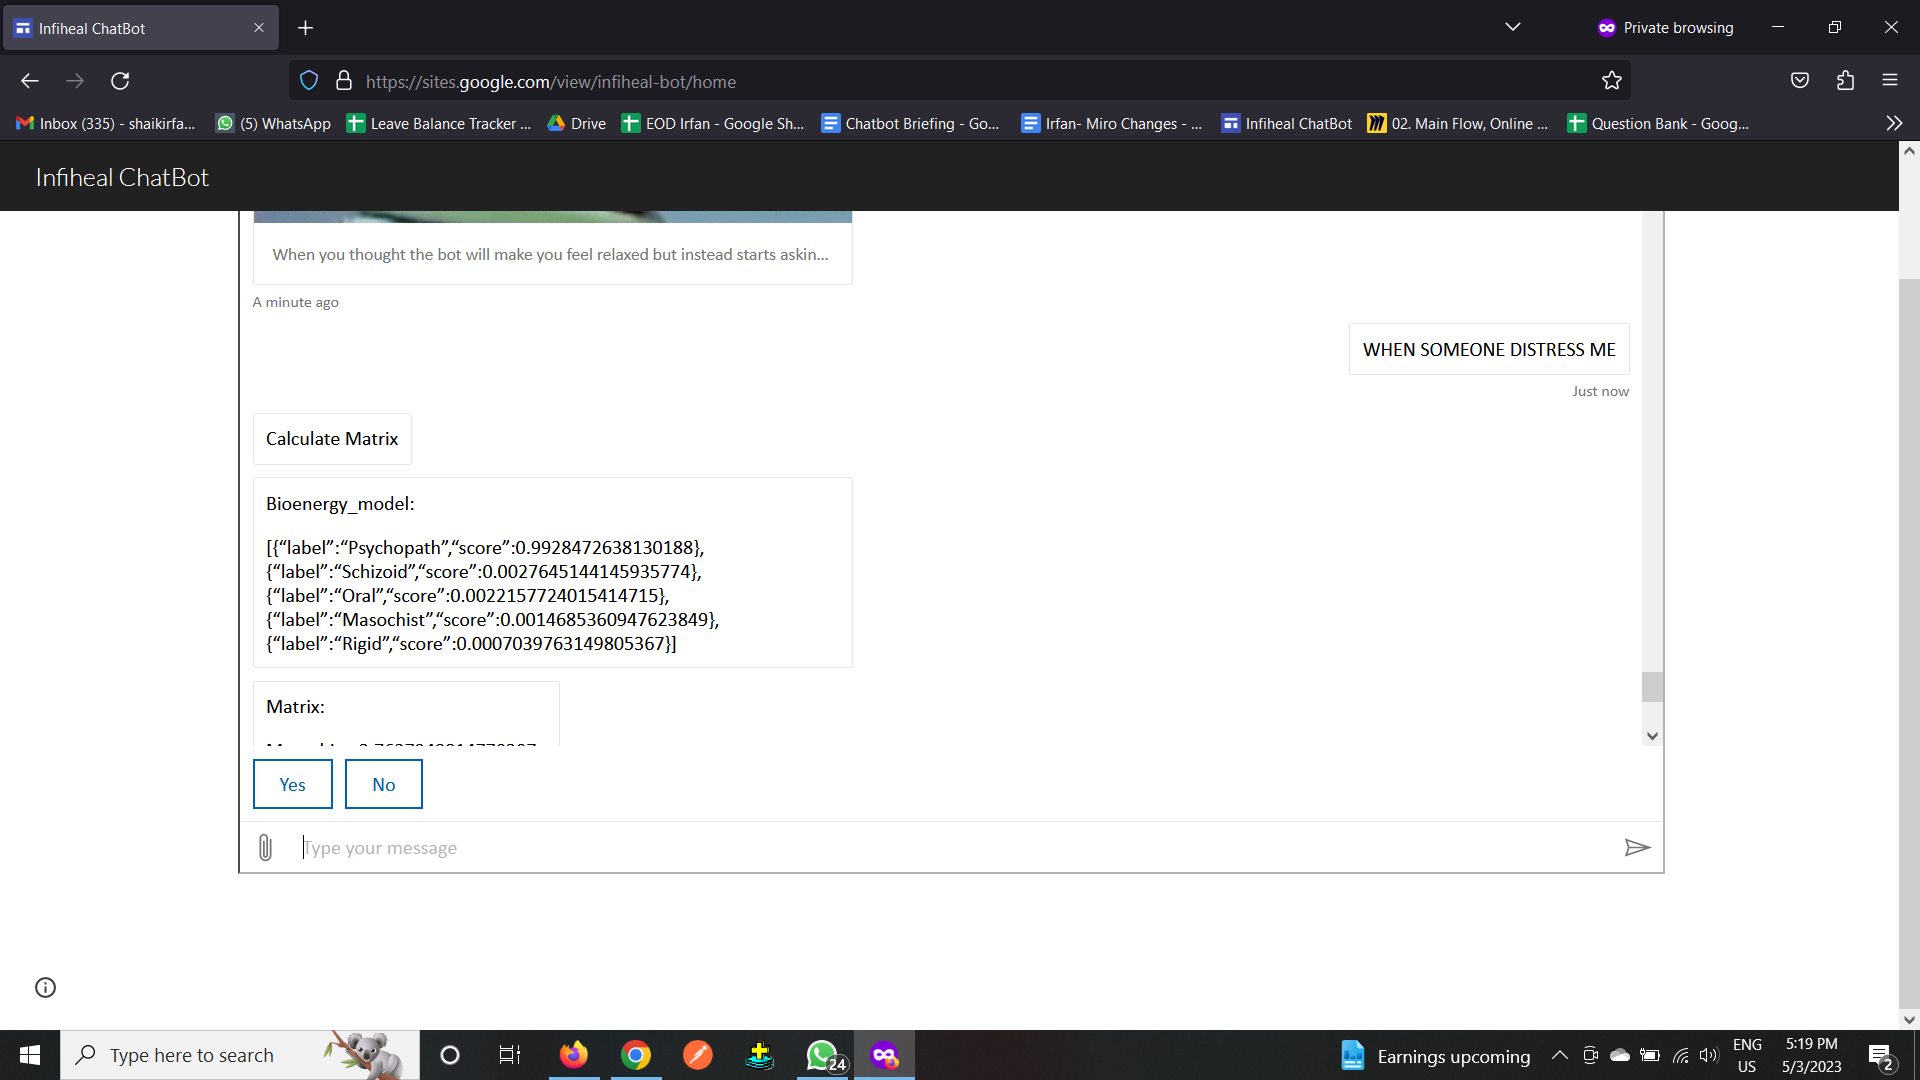 Infiheal ChatBot
Private browsing
https://sites.google.com/view/infiheal-bot/home
Inbox (335) - shaikirfa...
(5) WhatsApp
Leave Balance Tracker ...
Drive
EOD Irfan - Google Sh...
Chatbot Briefing - Go...
Irfan- Miro Changes - ...
Infiheal ChatBot
02. Main Flow, Online ...
Question Bank - Goog...
Infiheal ChatBot
When you thought the bot will make you feel relaxed but instead starts askin...
A minute ago
WHEN SOMEONE DISTRESS ME
Just now
Calculate Matrix
Bioenergy_model:
[{“label”:“Psychopath”,“score”:0.9928472638130188},
{“label”:“Schizoid”,“score”:0.0027645144145935774},
{“label”:“Oral”,“score”:0.0022157724015414715},
{“label”:“Masochist”,“score”:0.0014685360947623849},
{“label”:“Rigid”,“score”:0.0007039763149805367}]
Matrix:
Yes
No
Type your message
Type here to search
24
Earnings upcoming
ENG
US
5:19 PM
5/3/2023
2